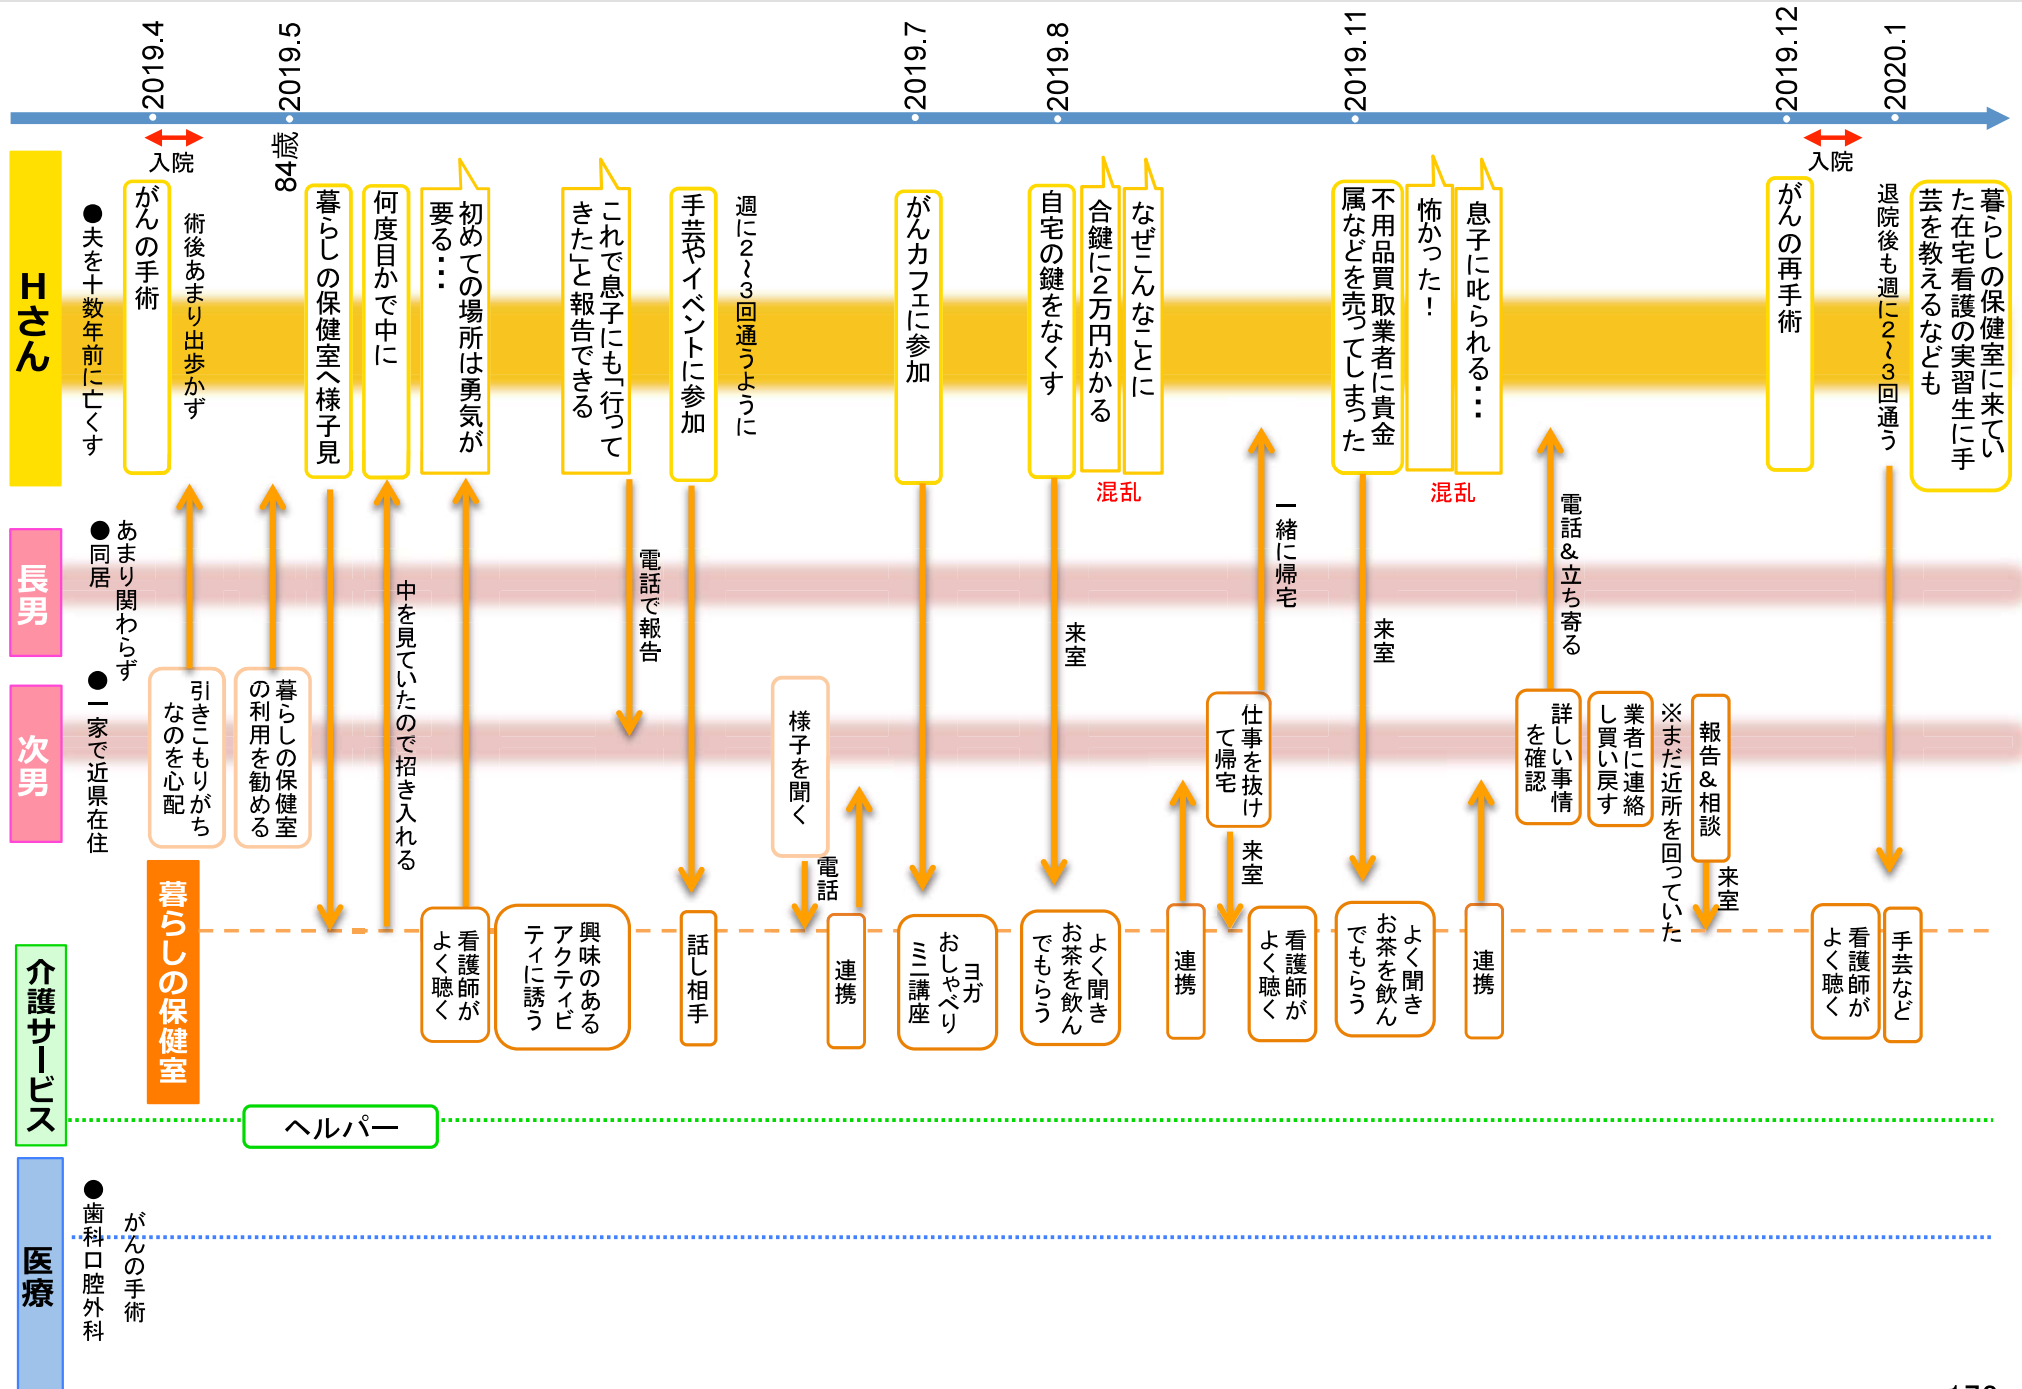 2019.4
2019.5
2019.7
2019.8
2019.11
2019.12
2020.1
入院
84歳
入院
Hさん
●夫を十数年前に亡くす
がんの手術
術後あまり出歩かず
暮らしの保健室へ様子見
何度目かで中に
初めての場所は勇気が
要る・・・
これで息子にも「行って
きた」と報告できる
手芸やイベントに参加
週に2〜3回通うように
がんカフェに参加
自宅の鍵をなくす
合鍵に2万円かかる
なぜこんなことに
混乱
不用品買取業者に貴金
属などを売ってしまった
怖かった！
息子に叱られる・・・
混乱
がんの再手術
退院後も週に2〜3回通う
暮らしの保健室に来てい
た在宅看護の実習生に手
芸を教えるなども
長男
●同居
あまり関わらず
中を見ていたので招き入れる
電話で報告
来室
一緒に帰宅
来室
電話&立ち寄る
次男
●一家で近県在住
引きこもりがち
なのを心配
暮らしの保健室
の利用を勧める
様子を聞く
電話
仕事を抜け
て帰宅
来室
詳しい事情
を確認
業者に連絡
し買い戻す
※まだ近所を回っていた
報告&相談
来室
介護サービス
暮らしの保健室
看護師が
よく聴く
興味のある
アクティビ
ティに誘う
話し相手
連携
ヨガ
おしゃべり
ミニ講座
よく聞き
お茶を飲ん
でもらう
連携
看護師が
よく聴く
よく聞き
お茶を飲ん
でもらう
連携
看護師が
よく聴く
手芸など
ヘルパー
医療
●歯科口腔外科
がんの手術